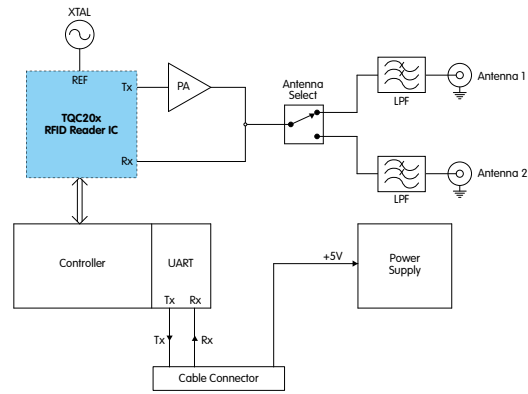 XTAL
REF
Tx
TQC20x
RFID Reader IC
Rx
PA
Antenna
Select
LPF
Antenna 1
LPF
Antenna 2
Controller
UART
Tx Rx
+5V
Power
Supply
Tx Rx
Cable Connector